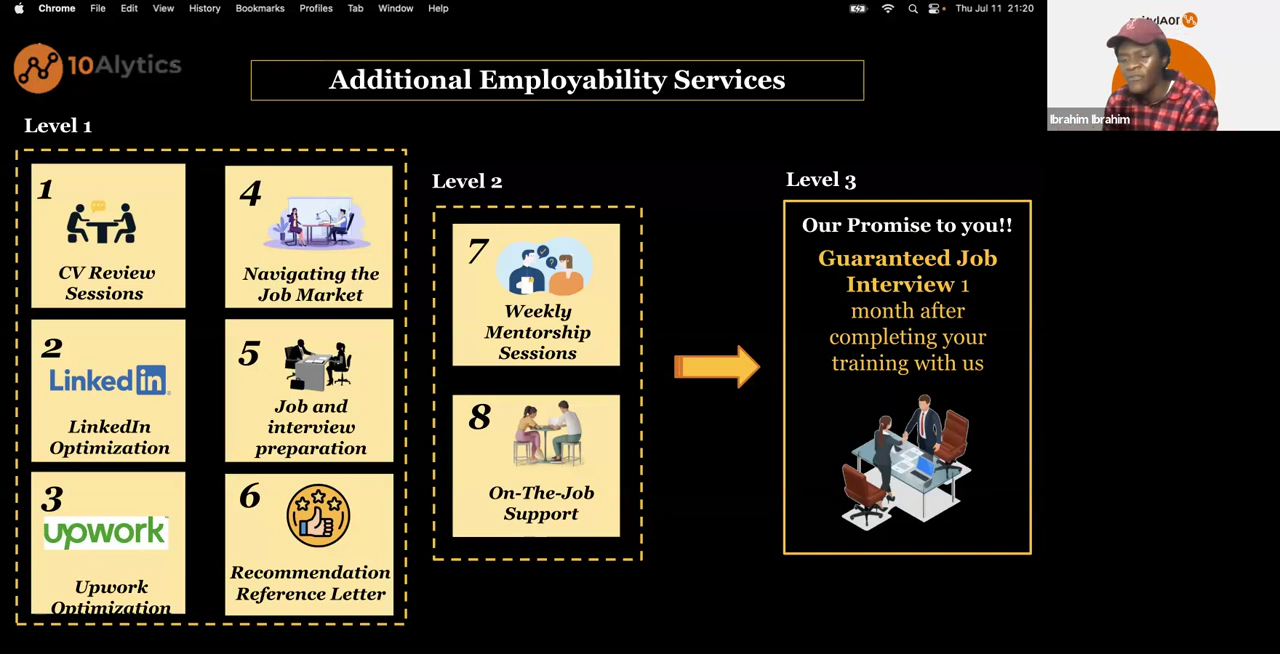 Chrome File Edit View History Bookmarks Profiles Tab Window Help Thu Jul 11 21:20
10Alytics
Additional Employability Services
Ibrahim Ibrahim
Level 1
1
CV Review
Sessions
4
Navigating the
Job Market
2
LinkedIn
LinkedIn
Optimization
5
Job and
interview
preparation
3
upwork
Upwork
Optimization
6
Recommendation
Reference Letter
Level 2
7
Weekly
Mentorship
Sessions
8
On-The-Job
Support
Level 3
Our Promise to you!!
Guaranteed Job
Interview 1
month after
completing your
training with us